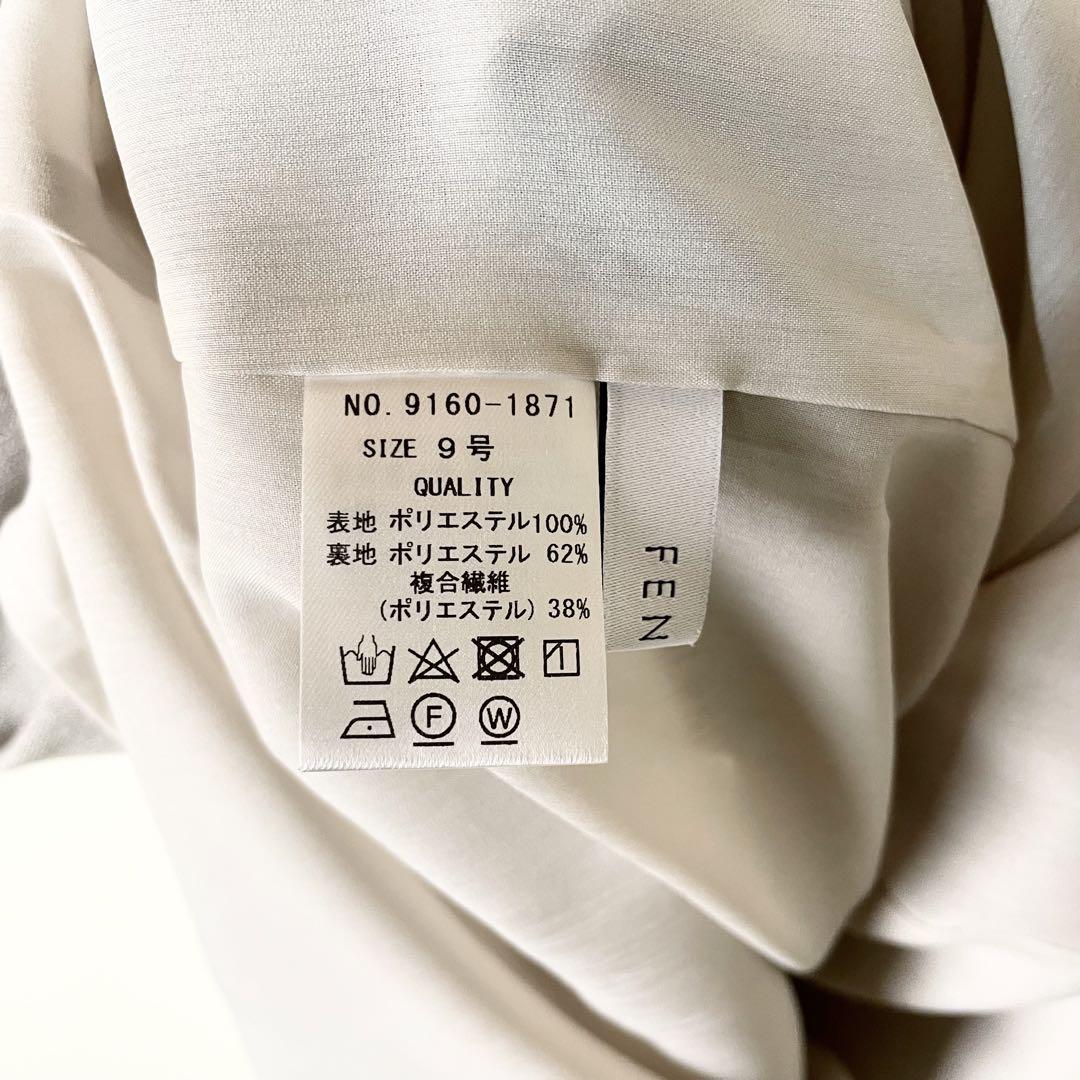 NO. 9160-1871
SIZE 9号
QUALITY
表地 ポリエステル100%
裏地 ポリエステル 62%
複合繊維
(ポリエステル) 38%
1
F W
FEN